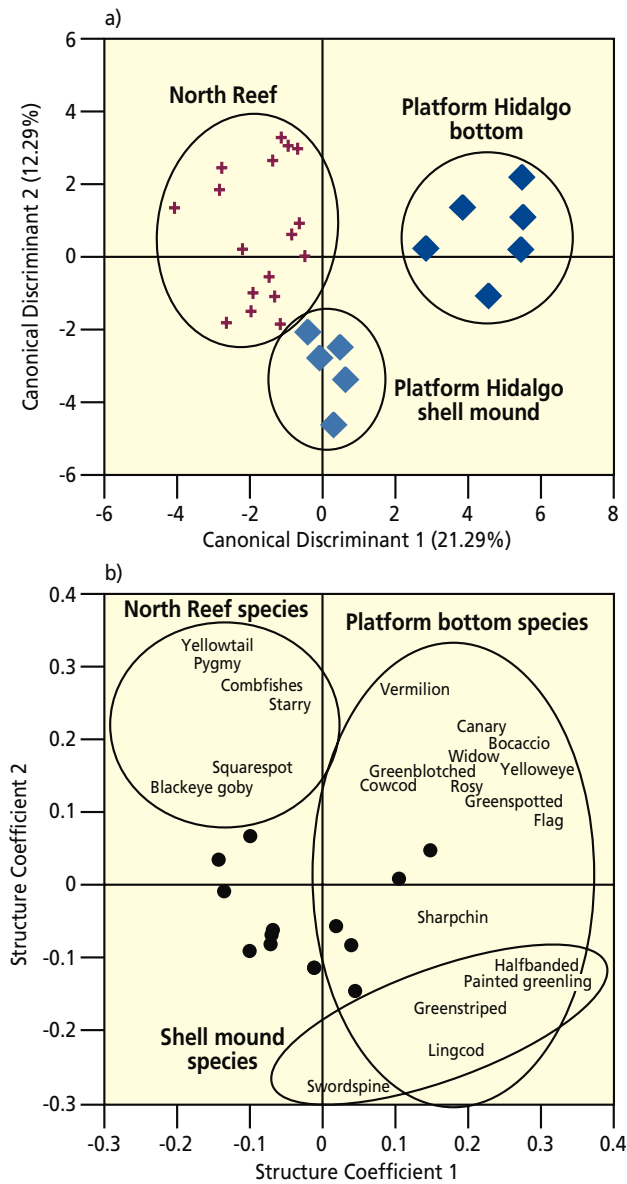 a)
6
4
2
0
-2
-4
-6
Canonical Discriminant 2 (12.29%)
North Reef
Platform Hidalgo
bottom
Platform Hidalgo
shell mound
-6
-4
-2
0
2
4
6
8
Canonical Discriminant 1 (21.29%)
b)
0.4
0.3
0.2
0.1
0
-0.1
-0.2
-0.3
Structure Coefficient 2
North Reef species
Platform bottom species
Yellowtail
Pygmy
Combfishes
Starry
Squarespot
Blackeye goby
Vermilion
Canary
Bocaccio
Widow
Greenblotched
Yelloweye
Cowcod
Rosy
Greenspotted
Flag
Sharpchin
Halfbanded
Painted greenling
Greenstriped
Lingcod
Swordspine
Shell mound
species
-0.3
-0.2
-0.1
0
0.1
0.2
0.3
0.4
Structure Coefficient 1